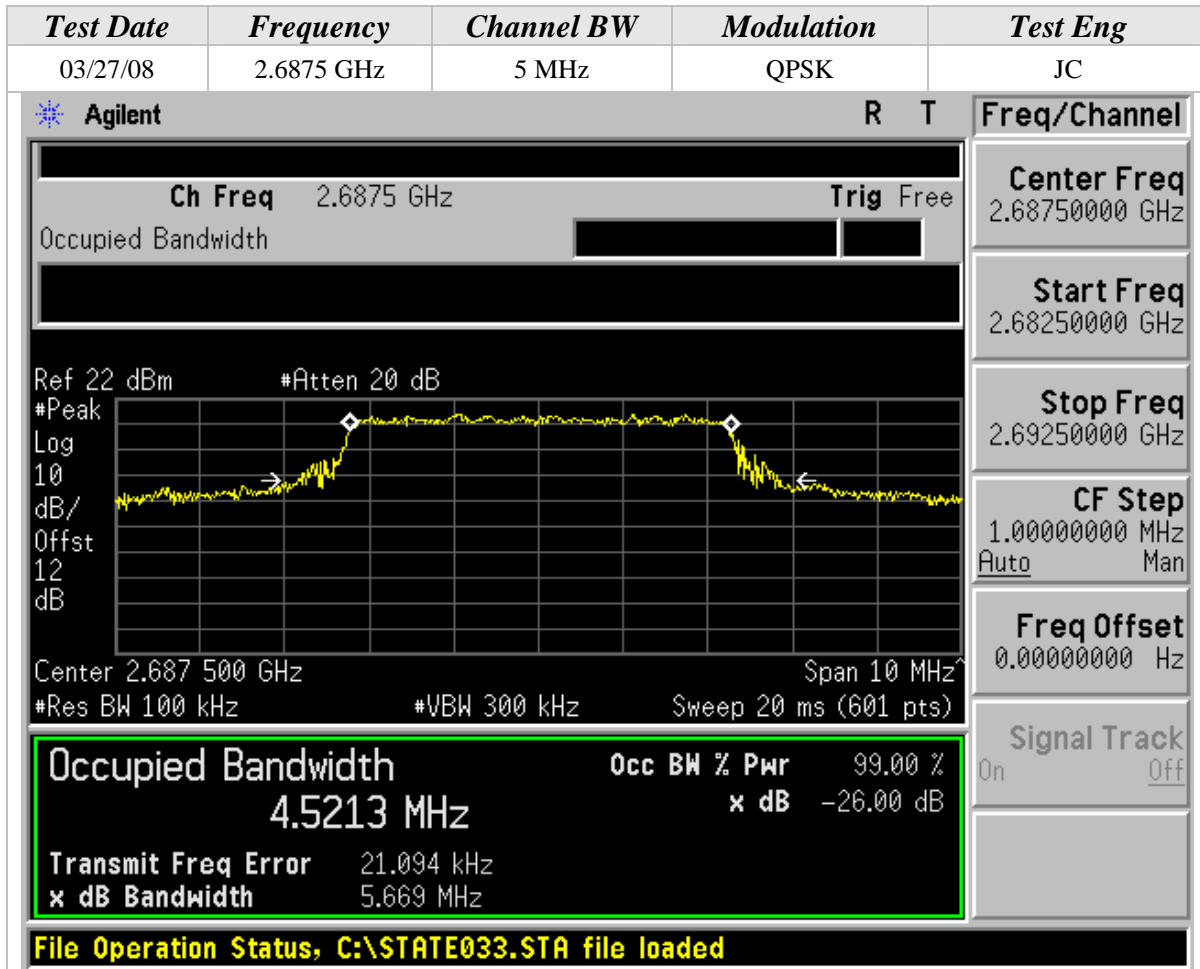 Test Date Frequency Channel BW Modulation Test Eng
03/27/08 2.6875 GHz 5 MHz QPSK JC
Agilent R T Freq/Channel
Ch Freq 2.6875 GHz Trig Free
Occupied Bandwidth
Center Freq
2.68750000 GHz
Start Freq
2.68250000 GHz
Stop Freq
2.69250000 GHz
CF Step
1.00000000 MHz
Auto Man
Freq Offset
0.00000000 Hz
Signal Track
On Off
Ref 22 dBm #Atten 20 dB
#Peak
Log
10
dB/
Offst
12
dB
Center 2.687 500 GHz Span 10 MHz^
#Res BW 100 kHz #VBW 300 kHz Sweep 20 ms (601 pts)
Occupied Bandwidth
4.5213 MHz
Occ BW % Pwr 99.00 %
x dB -26.00 dB
Transmit Freq Error 21.094 kHz
x dB Bandwidth 5.669 MHz
File Operation Status, C:\STATE033.STA file loaded